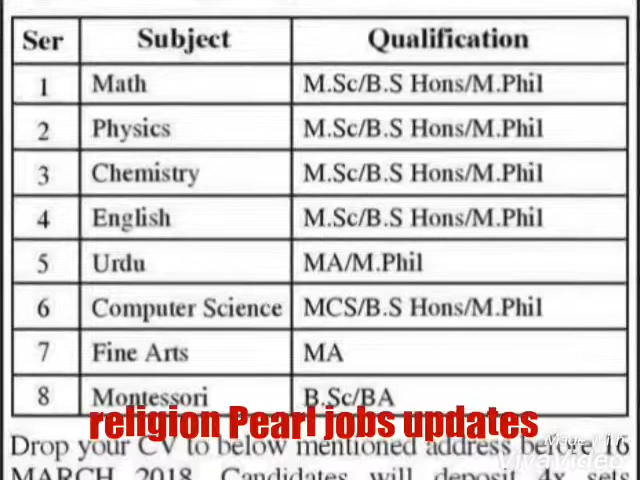 Ser Subject Qualification
1 Math M.Sc/B.S Hons/M.Phil
2 Physics M.Sc/B.S Hons/M.Phil
3 Chemistry M.Sc/B.S Hons/M.Phil
4 English M.Sc/B.S Hons/M.Phil
5 Urdu MA/M.Phil
6 Computer Science MCS/B.S Hons/M.Phil
7 Fine Arts MA
8 Montessori B.Sc/BA
religion Pearl jobs updates
Drop your CV to below mentioned address before 16
MARCH 2018. Candidates will deposit 4x sets
VivaVideo